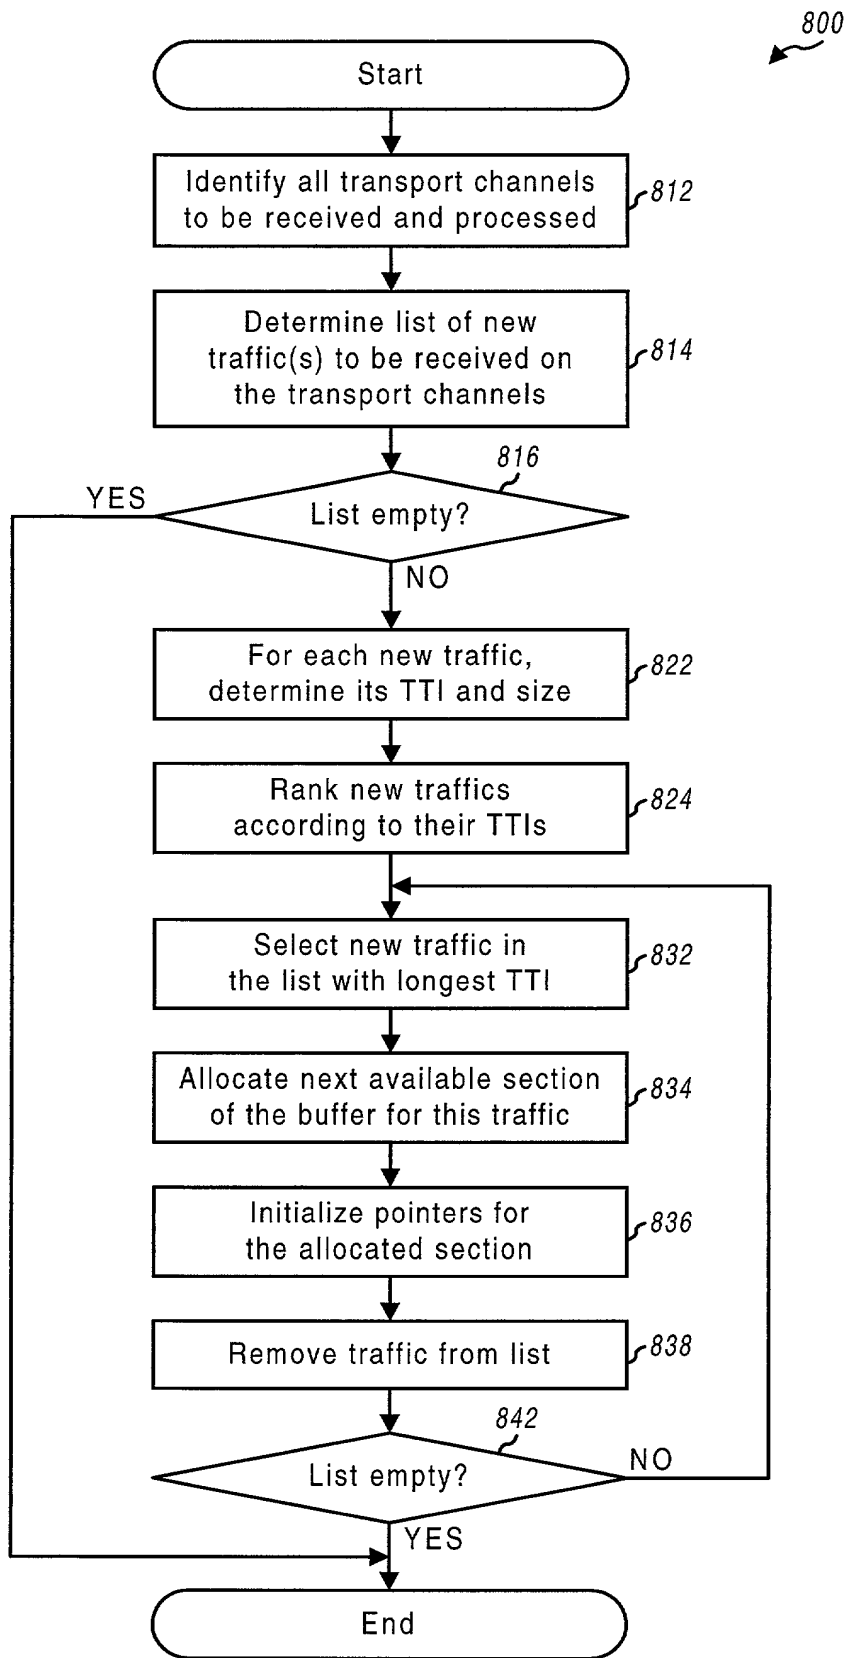 800
Start
Identify all transport channels
to be received and processed
812
Determine list of new
traffic(s) to be received on
the transport channels
814
816
YES
List empty?
NO
For each new traffic,
determine its TTI and size
822
Rank new traffics
according to their TTIs
824
Select new traffic in
the list with longest TTI
832
Allocate next available section
of the buffer for this traffic
834
Initialize pointers for
the allocated section
836
Remove traffic from list
838
842
List empty?
NO
YES
End